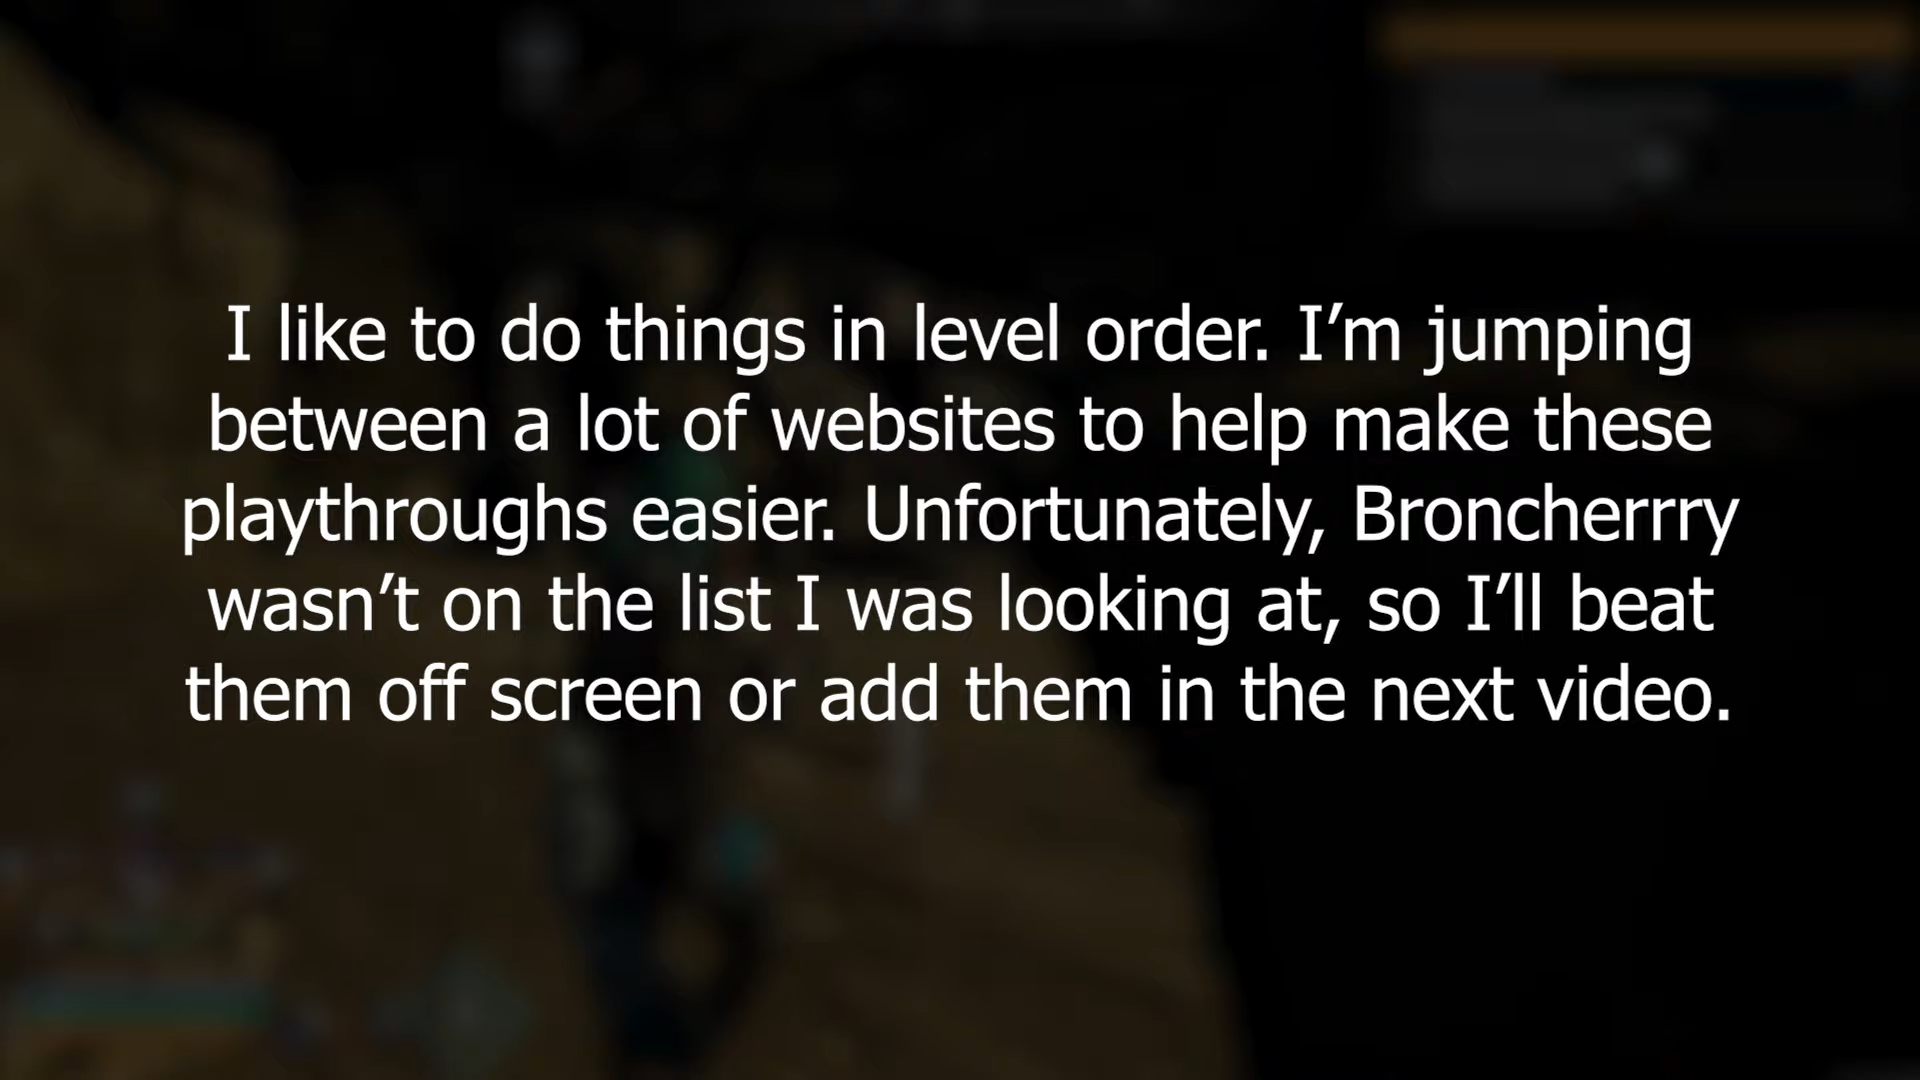 I like to do things in level order. I’m jumping
between a lot of websites to help make these
playthroughs easier. Unfortunately, Broncherrry
wasn’t on the list I was looking at, so I’ll beat
them off screen or add them in the next video.